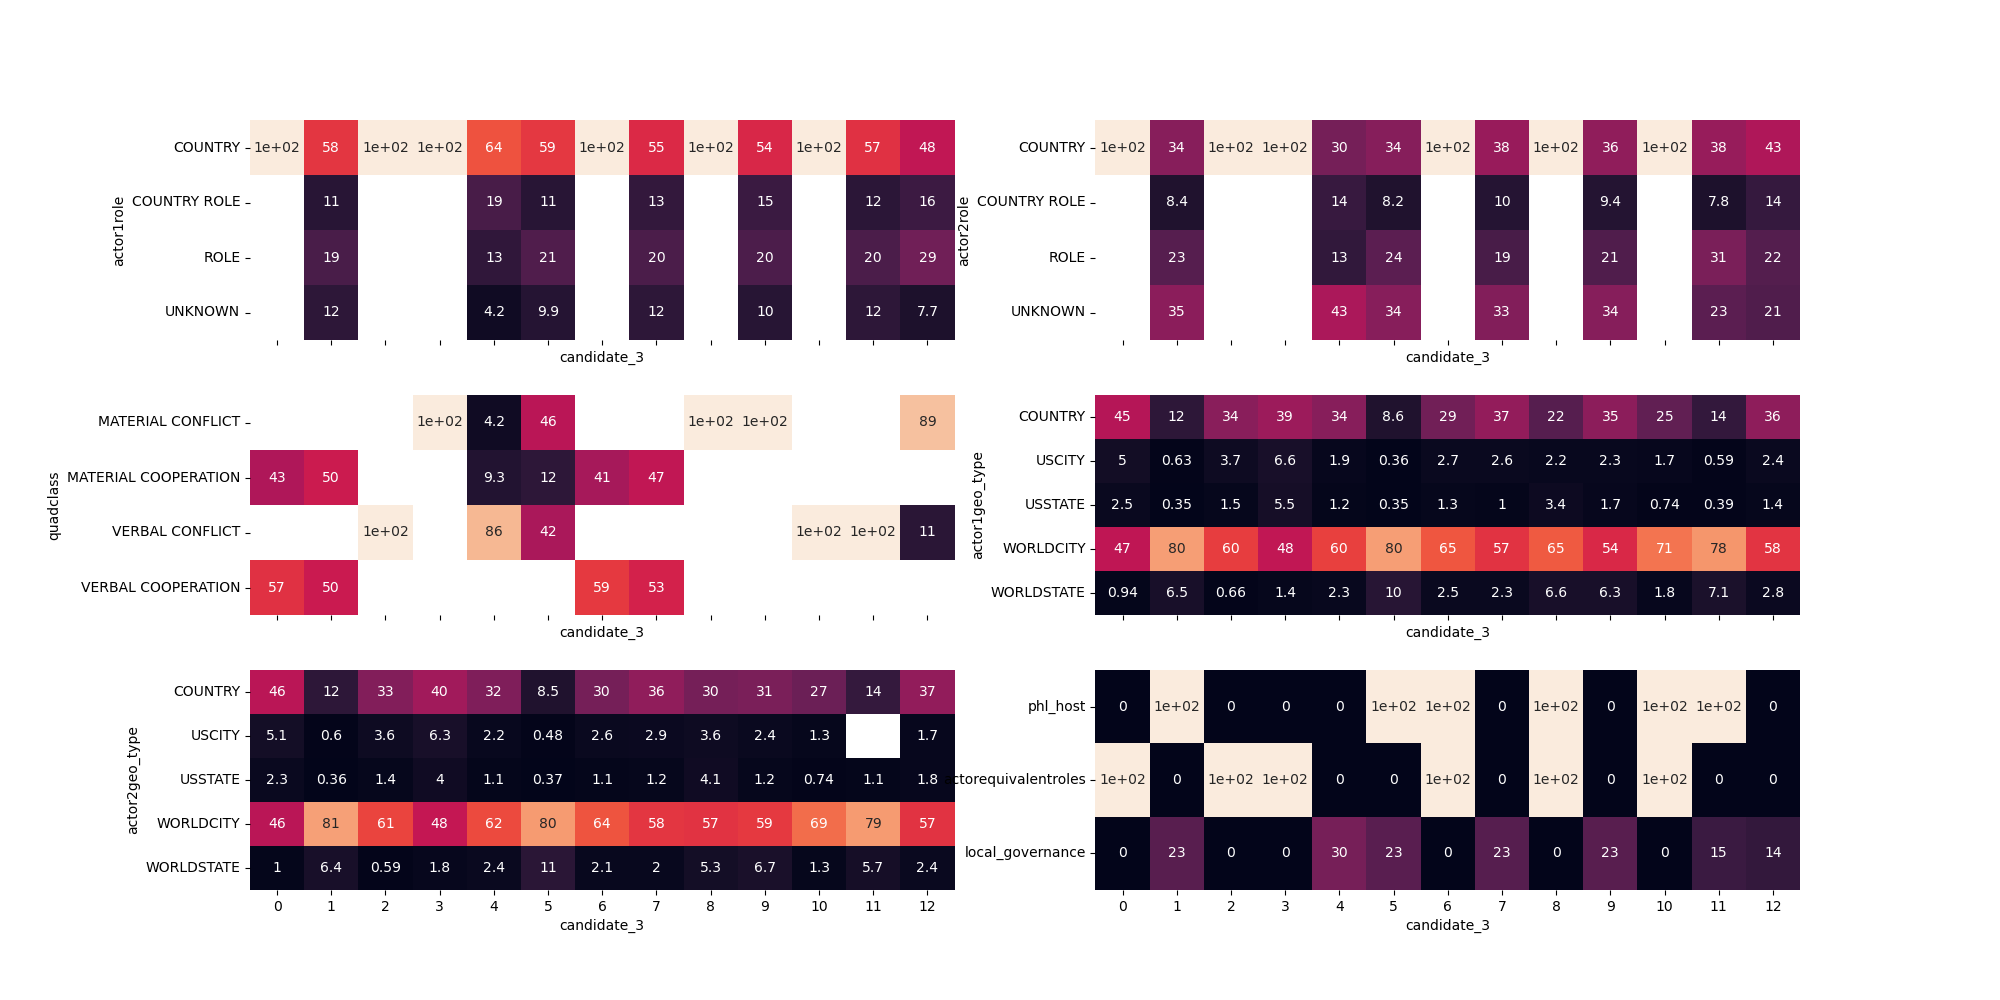 COUNTRY 1e+02 58 1e+02 1e+02 64 59 1e+02 55 1e+02 54 1e+02 57 48
COUNTRY ROLE 11 19 11 13 15 12 16
ROLE 19 13 21 20 20 20 29
UNKNOWN 12 4.2 9.9 12 10 12 7.7
actor1role
candidate_3
COUNTRY 1e+02 34 1e+02 1e+02 30 34 1e+02 38 1e+02 36 1e+02 38 43
COUNTRY ROLE 8.4 14 8.2 10 9.4 7.8 14
ROLE 23 13 24 19 21 31 22
UNKNOWN 35 43 34 33 34 23 21
actor2role
candidate_3
MATERIAL CONFLICT 1e+02 4.2 46 1e+02 1e+02 89
MATERIAL COOPERATION 43 50 9.3 12 41 47
VERBAL CONFLICT 1e+02 86 42 1e+02 1e+02 11
VERBAL COOPERATION 57 50 59 53
quadclass
candidate_3
COUNTRY 45 12 34 39 34 8.6 29 37 22 35 25 14 36
USCITY 5 0.63 3.7 6.6 1.9 0.36 2.7 2.6 2.2 2.3 1.7 0.59 2.4
USSTATE 2.5 0.35 1.5 5.5 1.2 0.35 1.3 1 3.4 1.7 0.74 0.39 1.4
WORLDCITY 47 80 60 48 60 80 65 57 65 54 71 78 58
WORLDSTATE 0.94 6.5 0.66 1.4 2.3 10 2.5 2.3 6.6 6.3 1.8 7.1 2.8
actor1geo_type
candidate_3
COUNTRY 46 12 33 40 32 8.5 30 36 30 31 27 14 37
USCITY 5.1 0.6 3.6 6.3 2.2 0.48 2.6 2.9 3.6 2.4 1.3 1.7
USSTATE 2.3 0.36 1.4 4 1.1 0.37 1.1 1.2 4.1 1.2 0.74 1.1 1.8
WORLDCITY 46 81 61 48 62 80 64 58 57 59 69 79 57
WORLDSTATE 1 6.4 0.59 1.8 2.4 11 2.1 2 5.3 6.7 1.3 5.7 2.4
actor2geo_type
0 1 2 3 4 5 6 7 8 9 10 11 12
candidate_3
phl_host 0 1e+02 0 0 0 1e+02 1e+02 0 1e+02 0 1e+02 1e+02 0
actorequivalentroles 1e+02 0 1e+02 1e+02 0 0 1e+02 0 1e+02 0 1e+02 0 0
local_governance 0 23 0 0 30 23 0 23 0 23 0 15 14
0 1 2 3 4 5 6 7 8 9 10 11 12
candidate_3